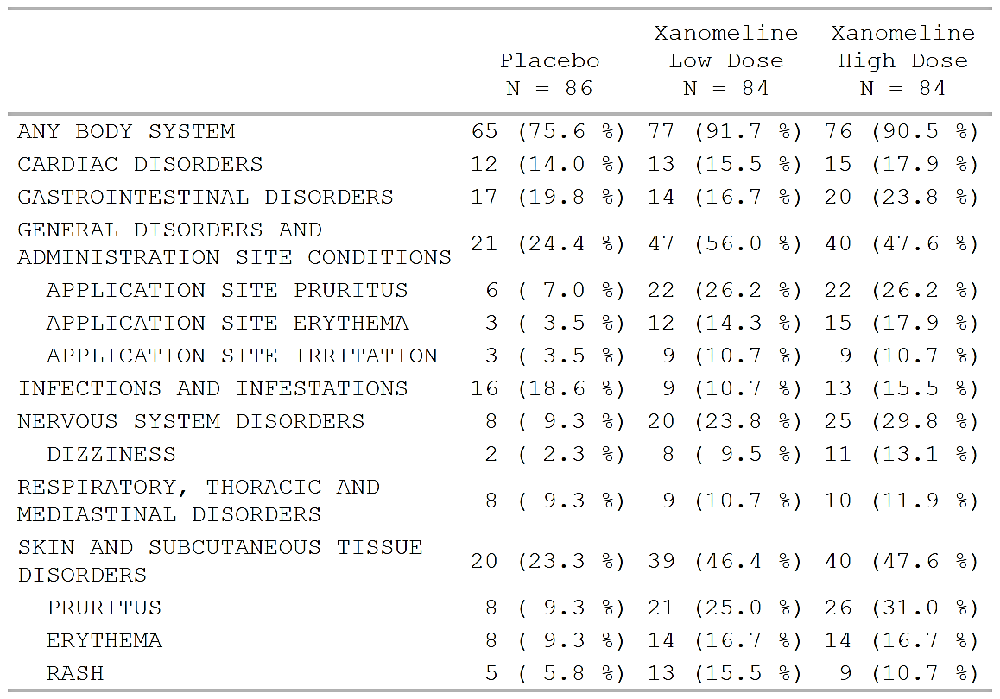 Xanomeline Xanomeline
Placebo Low Dose High Dose
N = 86 N = 84 N = 84
ANY BODY SYSTEM 65 (75.6 %) 77 (91.7 %) 76 (90.5 %)
CARDIAC DISORDERS 12 (14.0 %) 13 (15.5 %) 15 (17.9 %)
GASTROINTESTINAL DISORDERS 17 (19.8 %) 14 (16.7 %) 20 (23.8 %)
GENERAL DISORDERS AND
ADMINISTRATION SITE CONDITIONS 21 (24.4 %) 47 (56.0 %) 40 (47.6 %)
APPLICATION SITE PRURITUS 6 ( 7.0 %) 22 (26.2 %) 22 (26.2 %)
APPLICATION SITE ERYTHEMA 3 ( 3.5 %) 12 (14.3 %) 15 (17.9 %)
APPLICATION SITE IRRITATION 3 ( 3.5 %) 9 (10.7 %) 9 (10.7 %)
INFECTIONS AND INFESTATIONS 16 (18.6 %) 9 (10.7 %) 13 (15.5 %)
NERVOUS SYSTEM DISORDERS 8 ( 9.3 %) 20 (23.8 %) 25 (29.8 %)
DIZZINESS 2 ( 2.3 %) 8 ( 9.5 %) 11 (13.1 %)
RESPIRATORY, THORACIC AND
MEDIASTINAL DISORDERS 8 ( 9.3 %) 9 (10.7 %) 10 (11.9 %)
SKIN AND SUBCUTANEOUS TISSUE
DISORDERS 20 (23.3 %) 39 (46.4 %) 40 (47.6 %)
PRURITUS 8 ( 9.3 %) 21 (25.0 %) 26 (31.0 %)
ERYTHEMA 8 ( 9.3 %) 14 (16.7 %) 14 (16.7 %)
RASH 5 ( 5.8 %) 13 (15.5 %) 9 (10.7 %)